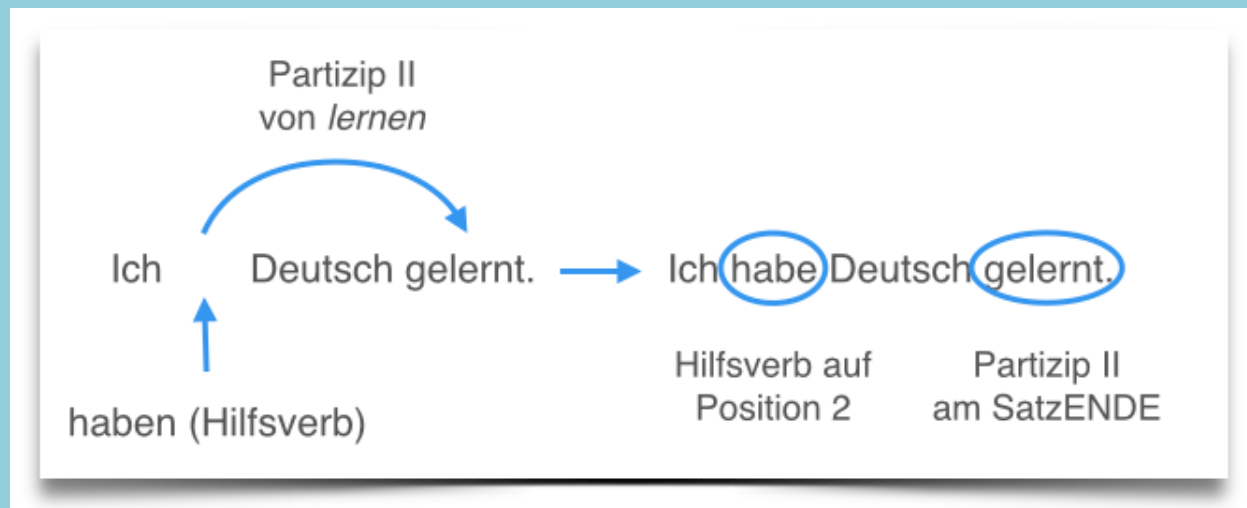 Partizip II
von lernen
Ich Deutsch gelernt.
haben (Hilfsverb)
Ich habe Deutsch gelernt.
Hilfsverb auf
Position 2
Partizip II
am SatzENDE